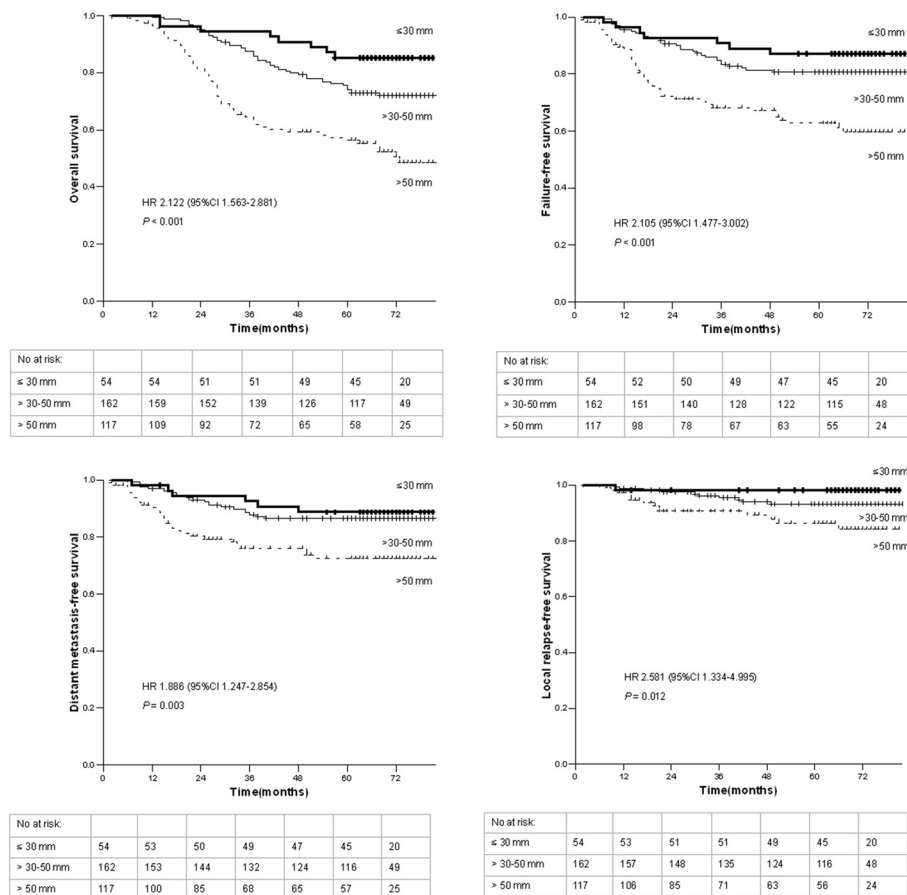 Overall survival
1.0
0.8
0.6
0.4
0.2
0.0
≤30 mm
>30-50 mm
>50 mm
HR 2.122 (95%CI 1.563-2.881)
P < 0.001
0 12 24 36 48 60 72
Time(months)
No at risk:
≤ 30 mm 54 54 51 51 49 45 20
> 30-50 mm 162 159 152 139 126 117 49
> 50 mm 117 109 92 72 65 58 25
Failure-free survival
1.0
0.8
0.6
0.4
0.2
0.0
≤30 mm
>30-50 mm
>50 mm
HR 2.105 (95%CI 1.477-3.002)
P < 0.001
0 12 24 36 48 60 72
Time(months)
No at risk:
≤ 30 mm 54 52 50 49 47 45 20
> 30-50 mm 162 151 140 128 122 115 48
> 50 mm 117 98 78 67 63 55 24
Distant metastasis-free survival
1.0
0.8
0.6
0.4
0.2
0.0
≤30 mm
>30-50 mm
>50 mm
HR 1.886 (95%CI 1.247-2.854)
P = 0.003
0 12 24 36 48 60 72
Time(months)
No at risk:
≤ 30 mm 54 53 50 49 47 45 20
> 30-50 mm 162 153 144 132 124 116 49
> 50 mm 117 100 85 68 65 57 25
Local relapse-free survival
1.0
0.8
0.6
0.4
0.2
0.0
≤30 mm
>30-50 mm
>50 mm
HR 2.581 (95%CI 1.334-4.995)
P = 0.012
0 12 24 36 48 60 72
Time(months)
No at risk:
≤ 30 mm 54 53 51 51 49 45 20
> 30-50 mm 162 157 148 135 124 116 48
> 50 mm 117 106 85 71 63 56 24